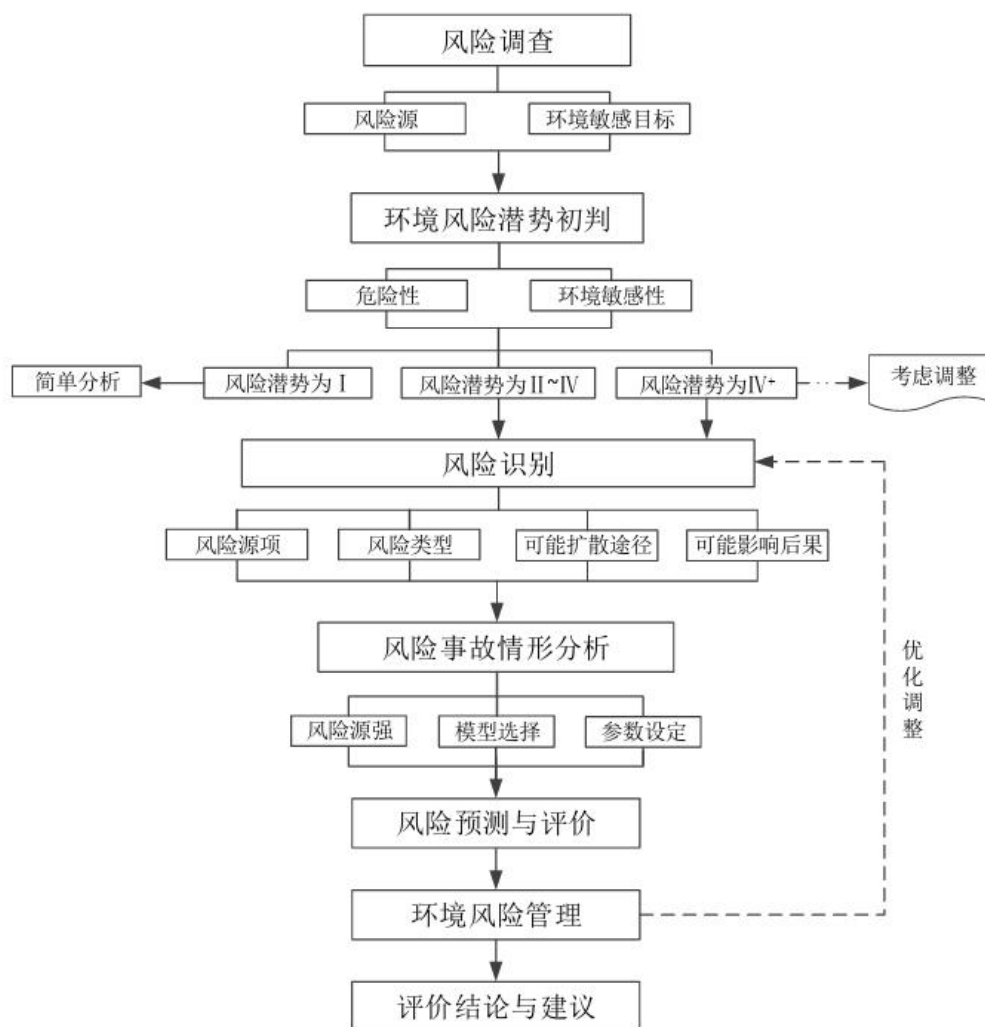 风险调查
风险源
环境敏感目标
环境风险潜势初判
危险性
环境敏感性
简单分析
风险潜势为Ⅰ
风险潜势为Ⅱ~Ⅳ
风险潜势为Ⅳ⁺
考虑调整
风险识别
风险源项
风险类型
可能扩散途径
可能影响后果
风险事故情形分析
优化调整
风险源强
模型选择
参数设定
风险预测与评价
环境风险管理
评价结论与建议